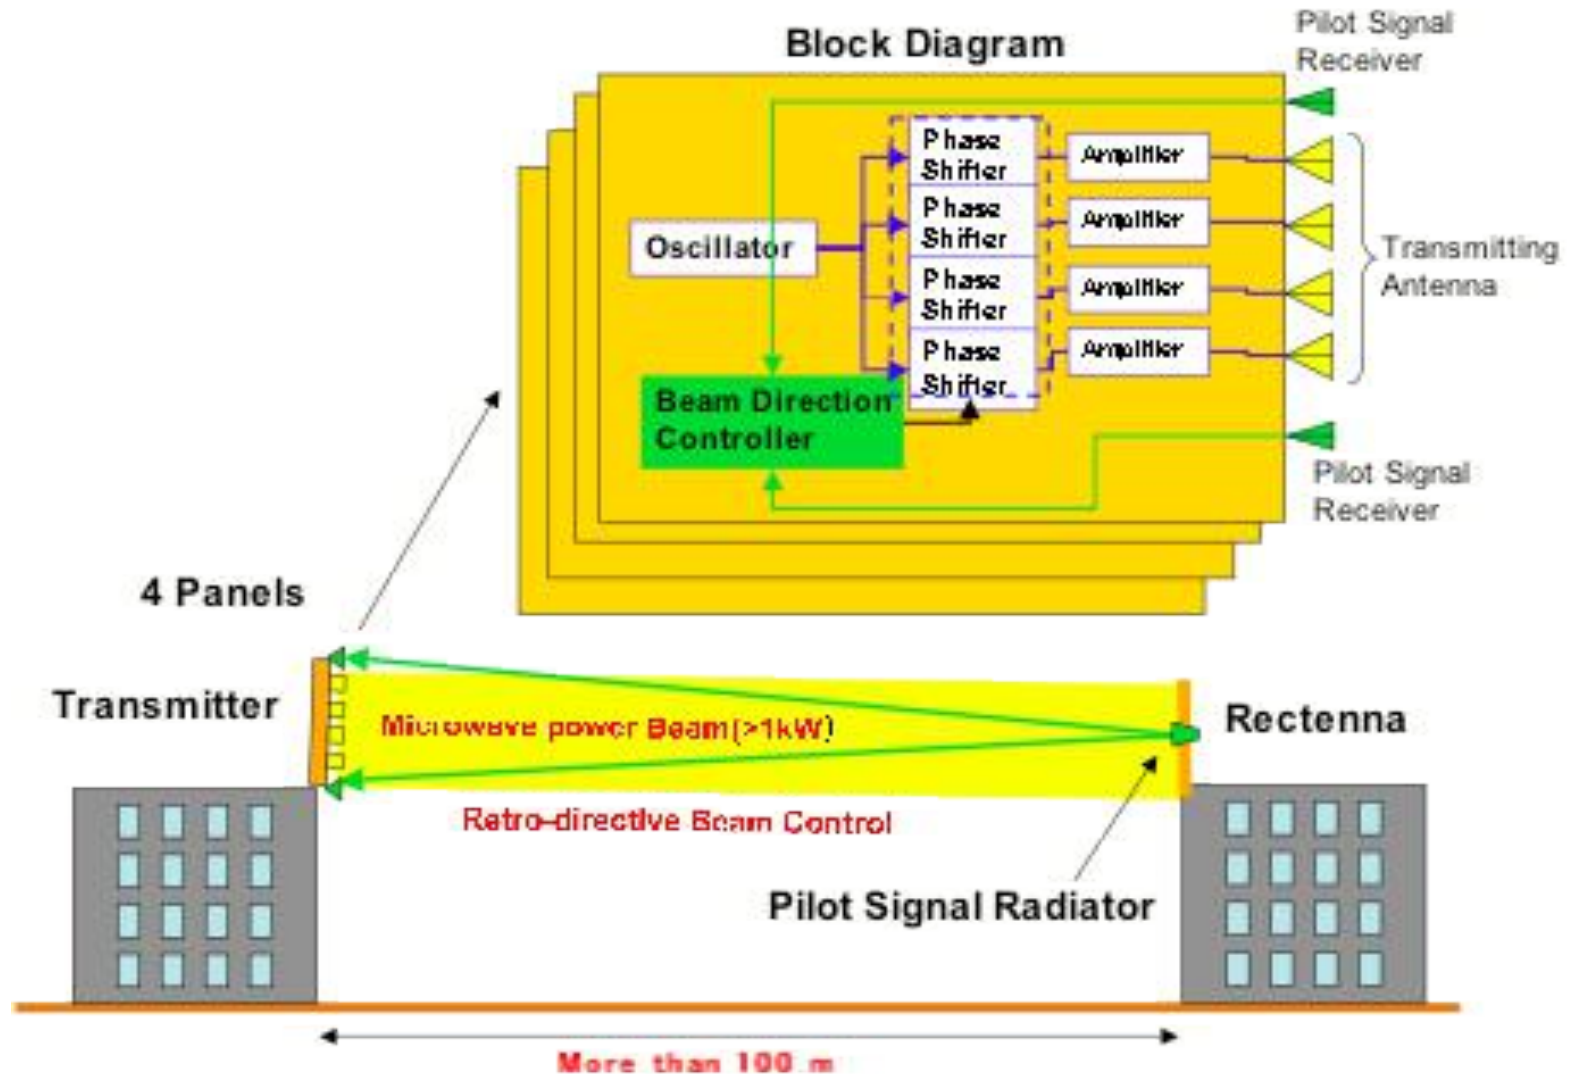 Block Diagram
Pilot Signal
Receiver
Phase
Shifter
Amplifier
Phase
Shifter
Amplifier
Oscillator
Transmitting
Antenna
Phase
Shifter
Amplifier
Phase
Shifter
Amplifier
Beam Direction
Controller
Pilot Signal
Receiver
4 Panels
Transmitter
Microwave power Beam(>1kW)
Rectenna
Retro-directive Beam Control
Pilot Signal Radiator
More than 100 m